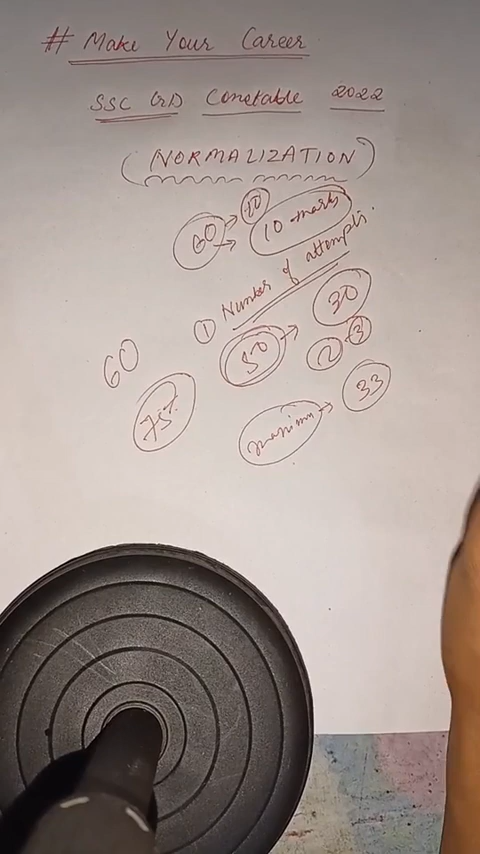 # Make Your Career
SSC GD Constable 2022
(NORMALIZATION)
60 → 70
→ 10 marks
① Number of attempts.
50 → 30
2 - 3
60
75%
maximum → 33